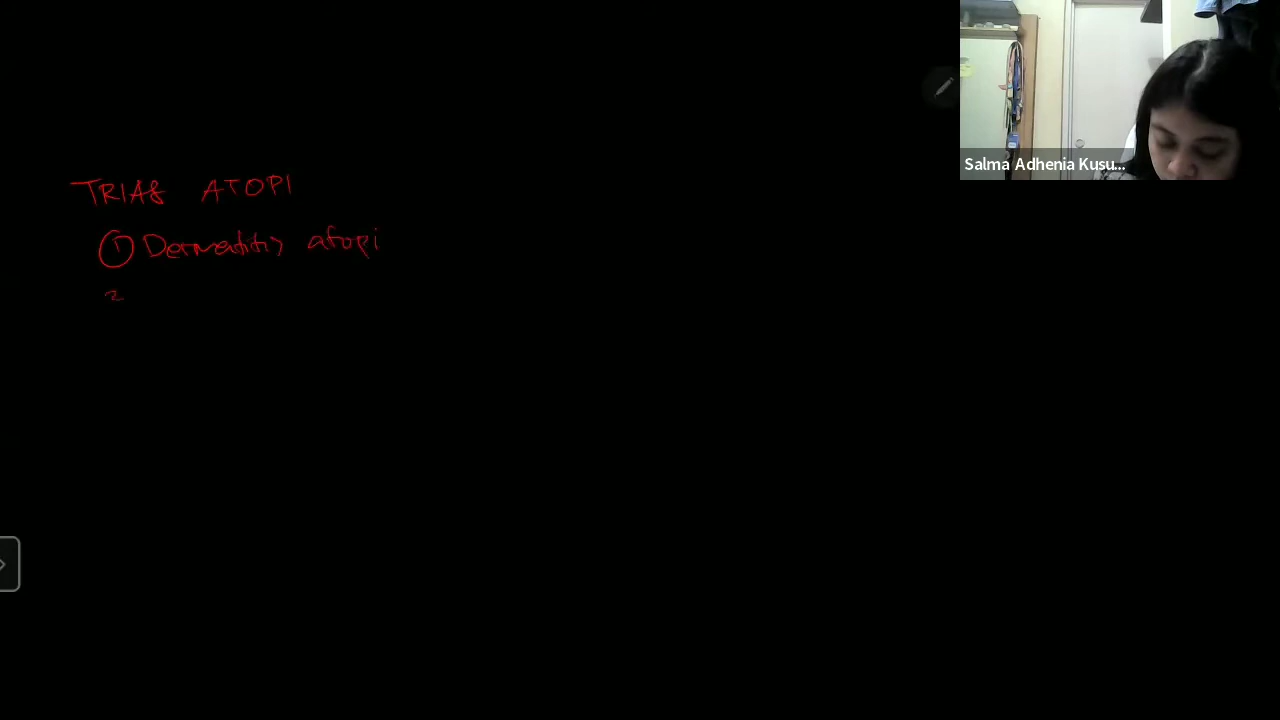 Salma Adhenia Kusu...
TRIAS ATOPI
① Dermatitis atopi
2